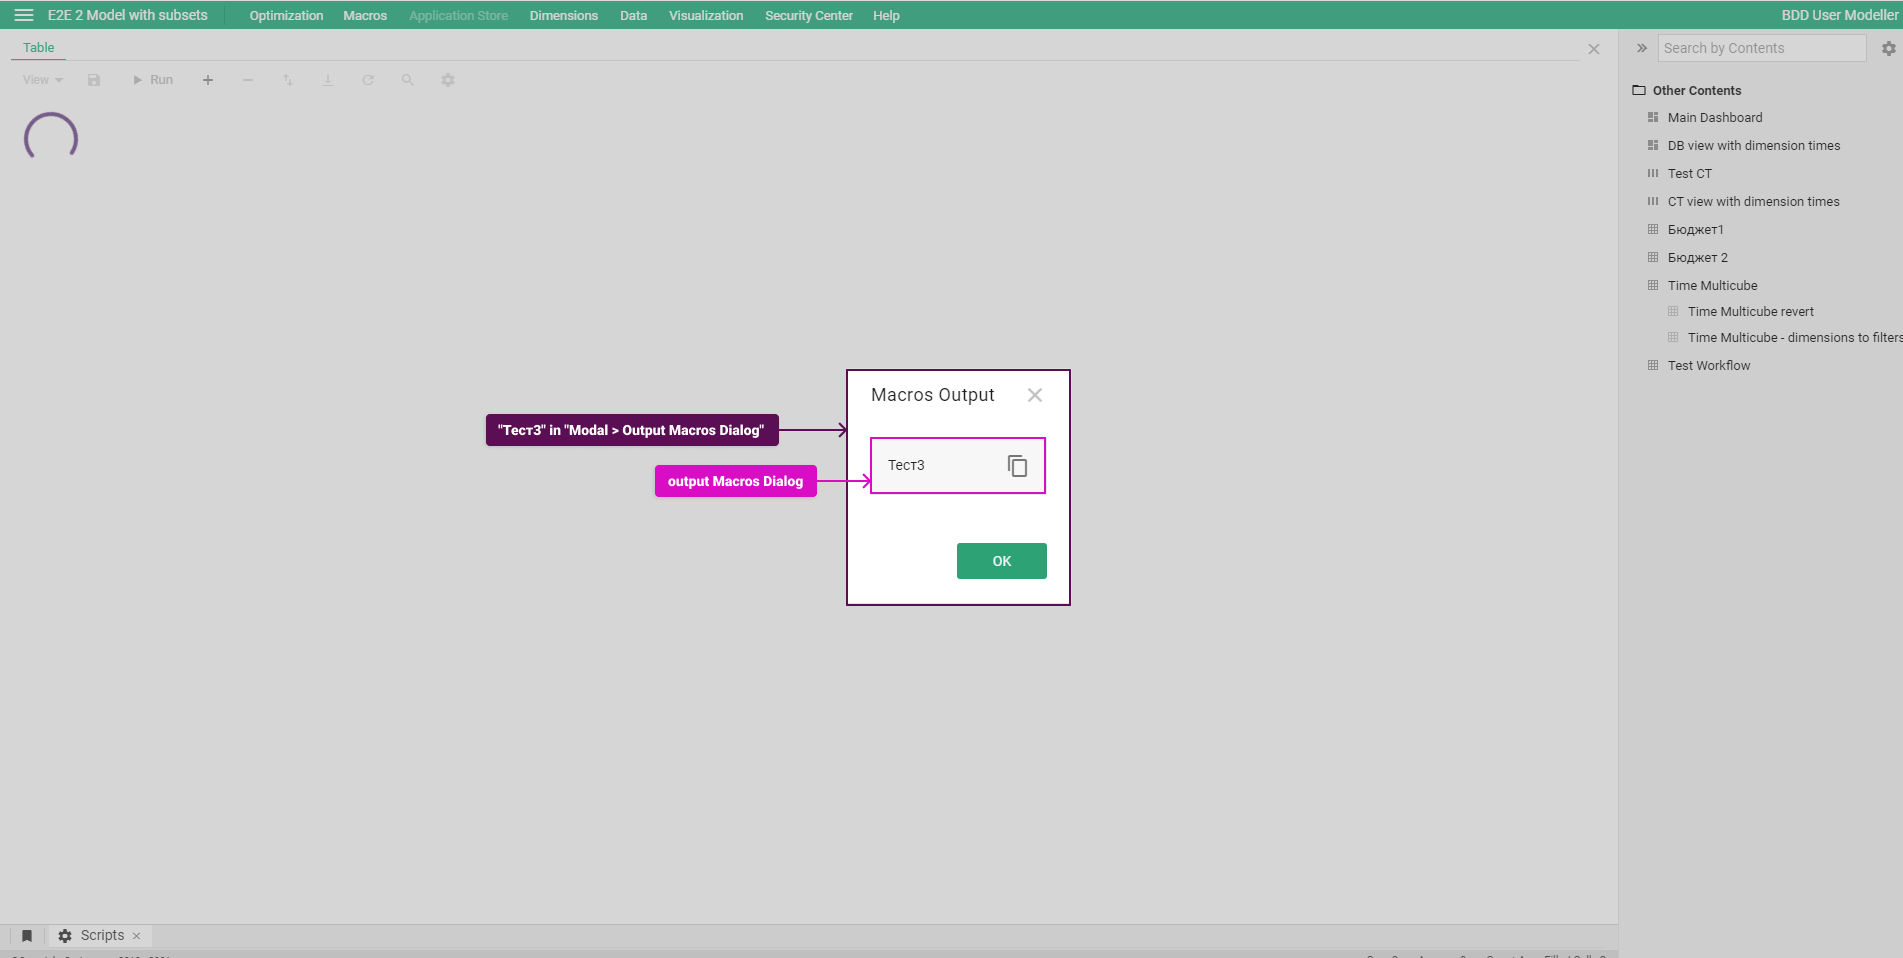 E2E 2 Model with subsets
Optimization
Macros
Application Store
Dimensions
Data
Visualization
Security Center
Help
BDD User Modeller
Table
View
Run
Search by Contents
Other Contents
Main Dashboard
DB view with dimension times
Test CT
CT view with dimension times
Бюджет1
Бюджет 2
Time Multicube
Time Multicube revert
Time Multicube - dimensions to filters
Test Workflow
Macros Output
"Тест3" in "Modal > Output Macros Dialog"
Тест3
output Macros Dialog
OK
Scripts